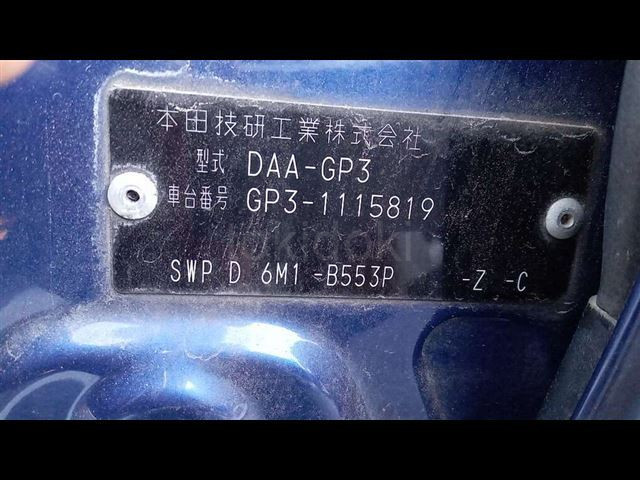 本田技研工業株式会社
型式 DAA-GP3
車台番号 GP3-1115819
SWP D 6M1 -B553P -Z -C